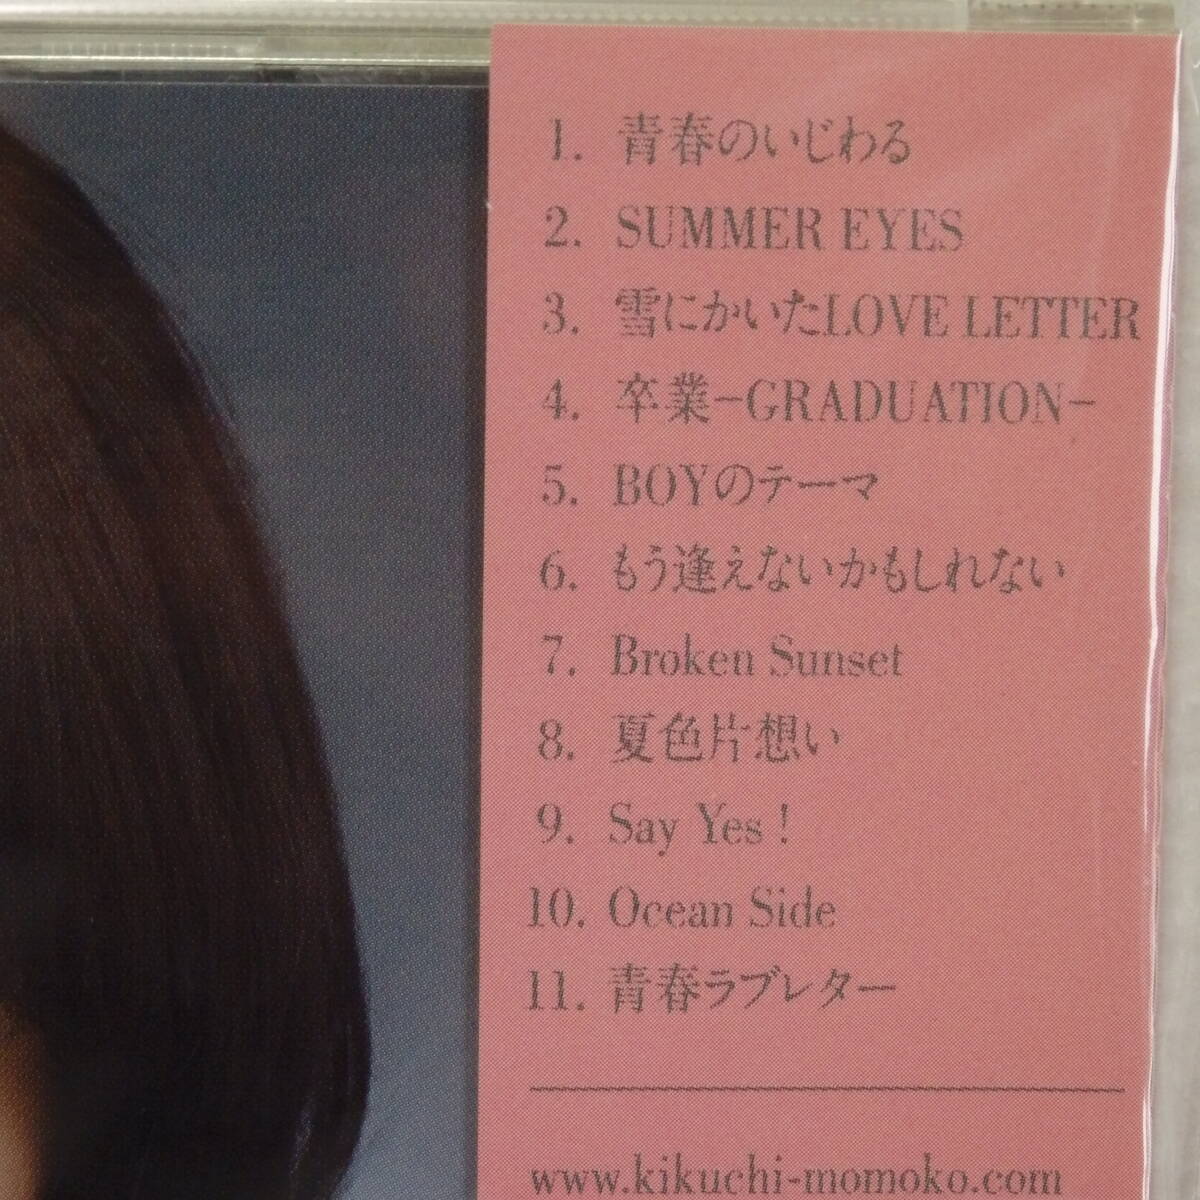 1. 青春のいじわる
2. SUMMER EYES
3. 雪にかいたLOVE LETTER
4. 卒業−GRADUATION−
5. BOYのテーマ
6. もう逢えないかもしれない
7. Broken Sunset
8. 夏色片想い
9. Say Yes !
10. Ocean Side
11. 青春ラブレター
www.kikuchi-momoko.com